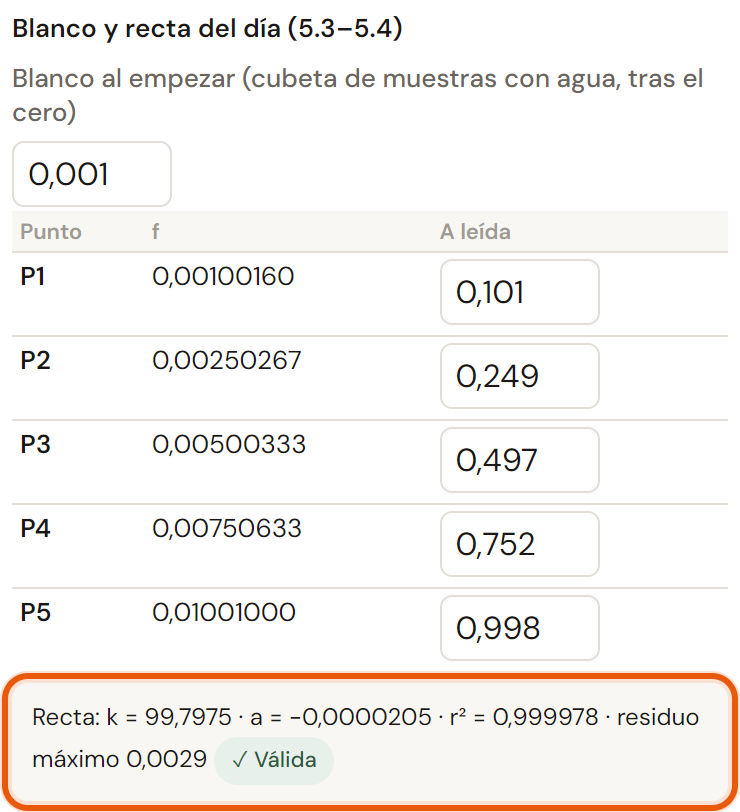 Blanco y recta del día (5.3–5.4)
Blanco al empezar (cubeta de muestras con agua, tras el
cero)
0,001
Punto f A leída
P1 0,00100160 0,101
P2 0,00250267 0,249
P3 0,00500333 0,497
P4 0,00750633 0,752
P5 0,01001000 0,998
Recta: k = 99,7975 · a = −0,0000205 · r² = 0,999978 · residuo
máximo 0,0029 ✓ Válida